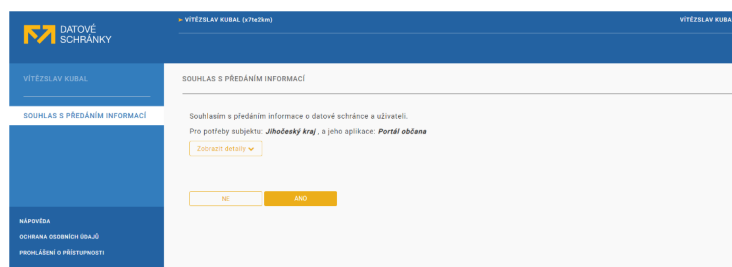 DATOVÉ
SCHRÁNKY
► VÍTĚZSLAV KUBAL (x7te2km)
VÍTĚZSLAV KUBA
VÍTĚZSLAV KUBAL
SOUHLAS S PŘEDÁNÍM INFORMACÍ
SOUHLAS S PŘEDÁNÍM INFORMACÍ
Souhlasím s předáním informace o datové schránce a uživateli.
Pro potřeby subjektu: Jihočeský kraj , a jeho aplikace: Portál občana
Zobrazit detaily
NE
ANO
NÁPOVĚDA
OCHRANA OSOBNÍCH ÚDAJŮ
PROHLÁŠENÍ O PŘÍSTUPNOSTI